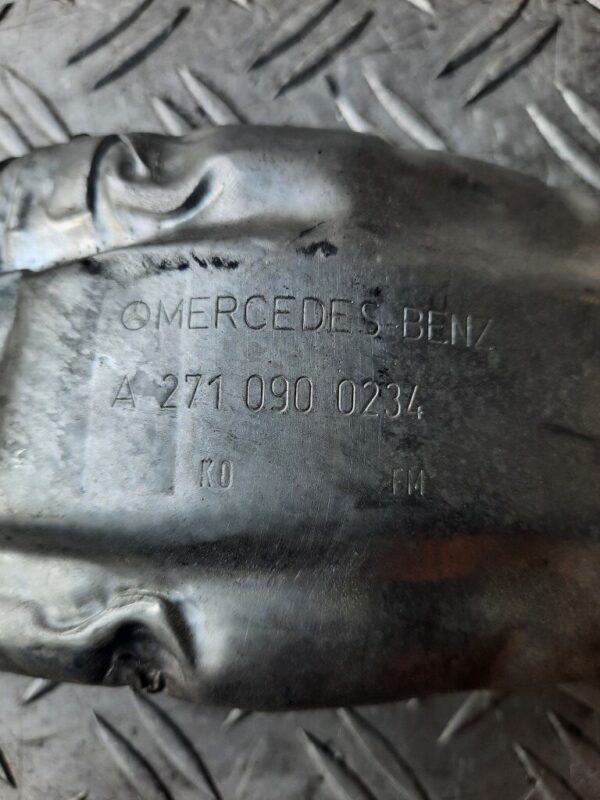 MERCEDES-BENZ
A 271 090 0234
KO FM